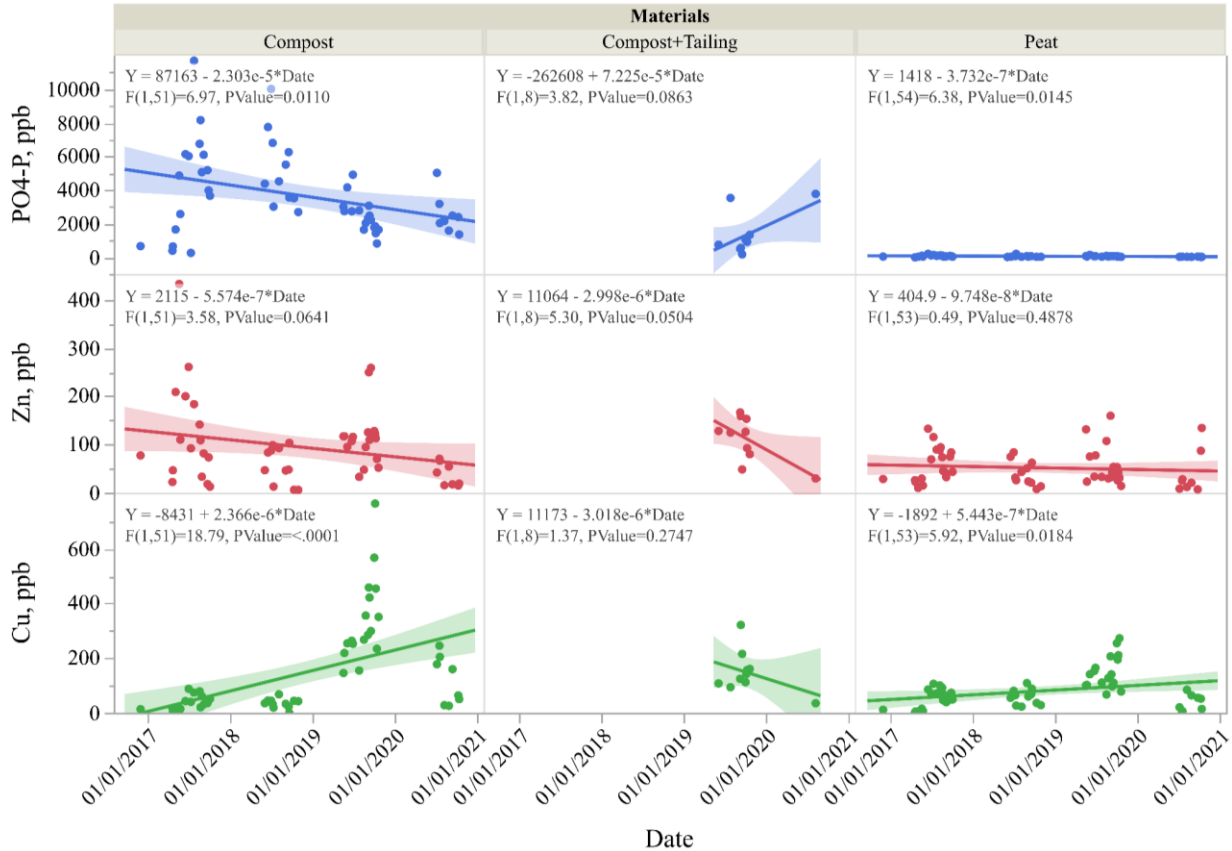 Materials
Compost
Compost+Tailing
Peat
PO4-P, ppb
10000
8000
6000
4000
2000
0
Y = 87163 - 2.303e-5*Date
F(1,51)=6.97, PValue=0.0110
Y = -262608 + 7.225e-5*Date
F(1,8)=3.82, PValue=0.0863
Y = 1418 - 3.732e-7*Date
F(1,54)=6.38, PValue=0.0145
Zn, ppb
400
300
200
100
0
Y = 2115 - 5.574e-7*Date
F(1,51)=3.58, PValue=0.0641
Y = 11064 - 2.998e-6*Date
F(1,8)=5.30, PValue=0.0504
Y = 404.9 - 9.748e-8*Date
F(1,53)=0.49, PValue=0.4878
Cu, ppb
600
400
200
0
Y = -8431 + 2.366e-6*Date
F(1,51)=18.79, PValue=<.0001
Y = 11173 - 3.018e-6*Date
F(1,8)=1.37, PValue=0.2747
Y = -1892 + 5.443e-7*Date
F(1,53)=5.92, PValue=0.0184
01/01/2017
01/01/2018
01/01/2019
01/01/2020
01/01/2021
01/01/2017
01/01/2018
01/01/2019
01/01/2020
01/01/2021
01/01/2017
01/01/2018
01/01/2019
01/01/2020
01/01/2021
Date